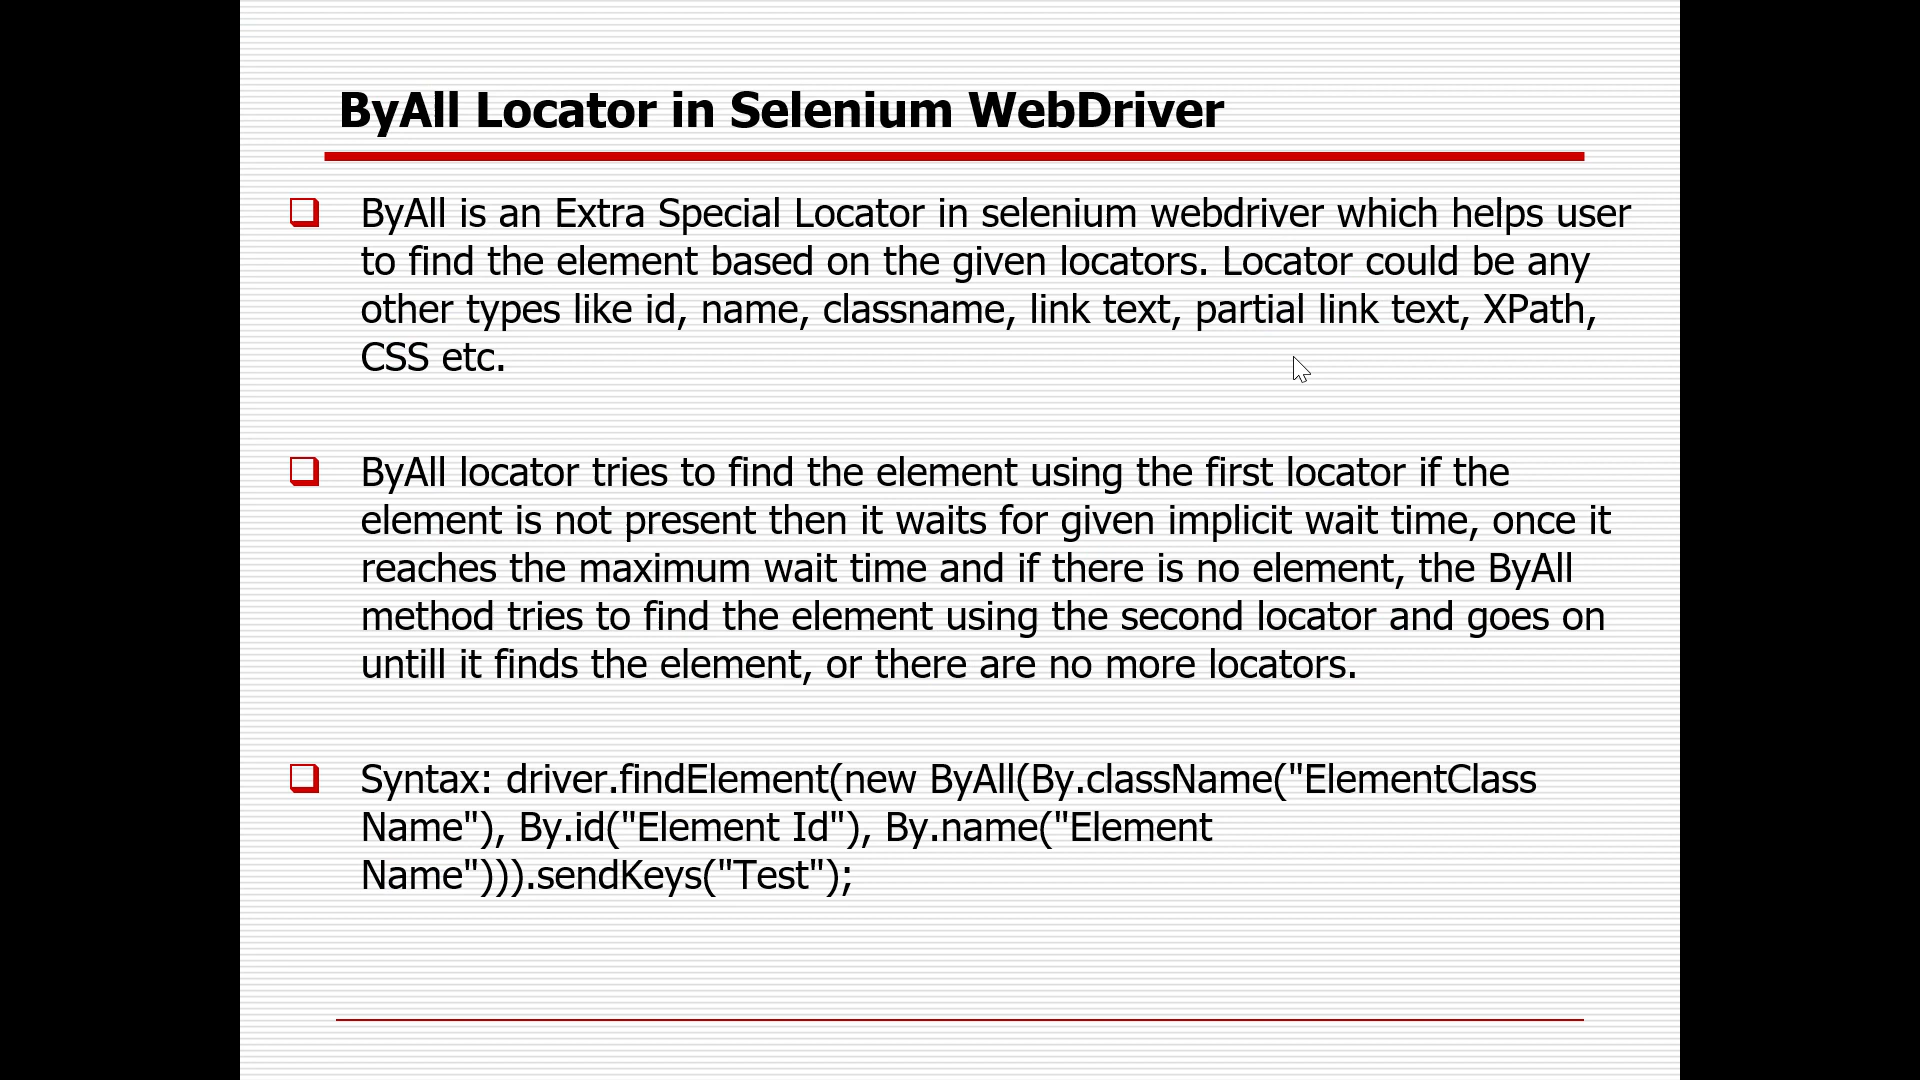 ByAll Locator in Selenium WebDriver
ByAll is an Extra Special Locator in selenium webdriver which helps user
to find the element based on the given locators. Locator could be any
other types like id, name, classname, link text, partial link text, XPath,
CSS etc.
ByAll locator tries to find the element using the first locator if the
element is not present then it waits for given implicit wait time, once it
reaches the maximum wait time and if there is no element, the ByAll
method tries to find the element using the second locator and goes on
untill it finds the element, or there are no more locators.
Syntax: driver.findElement(new ByAll(By.className("ElementClass
Name"), By.id("Element Id"), By.name("Element
Name"))).sendKeys("Test");